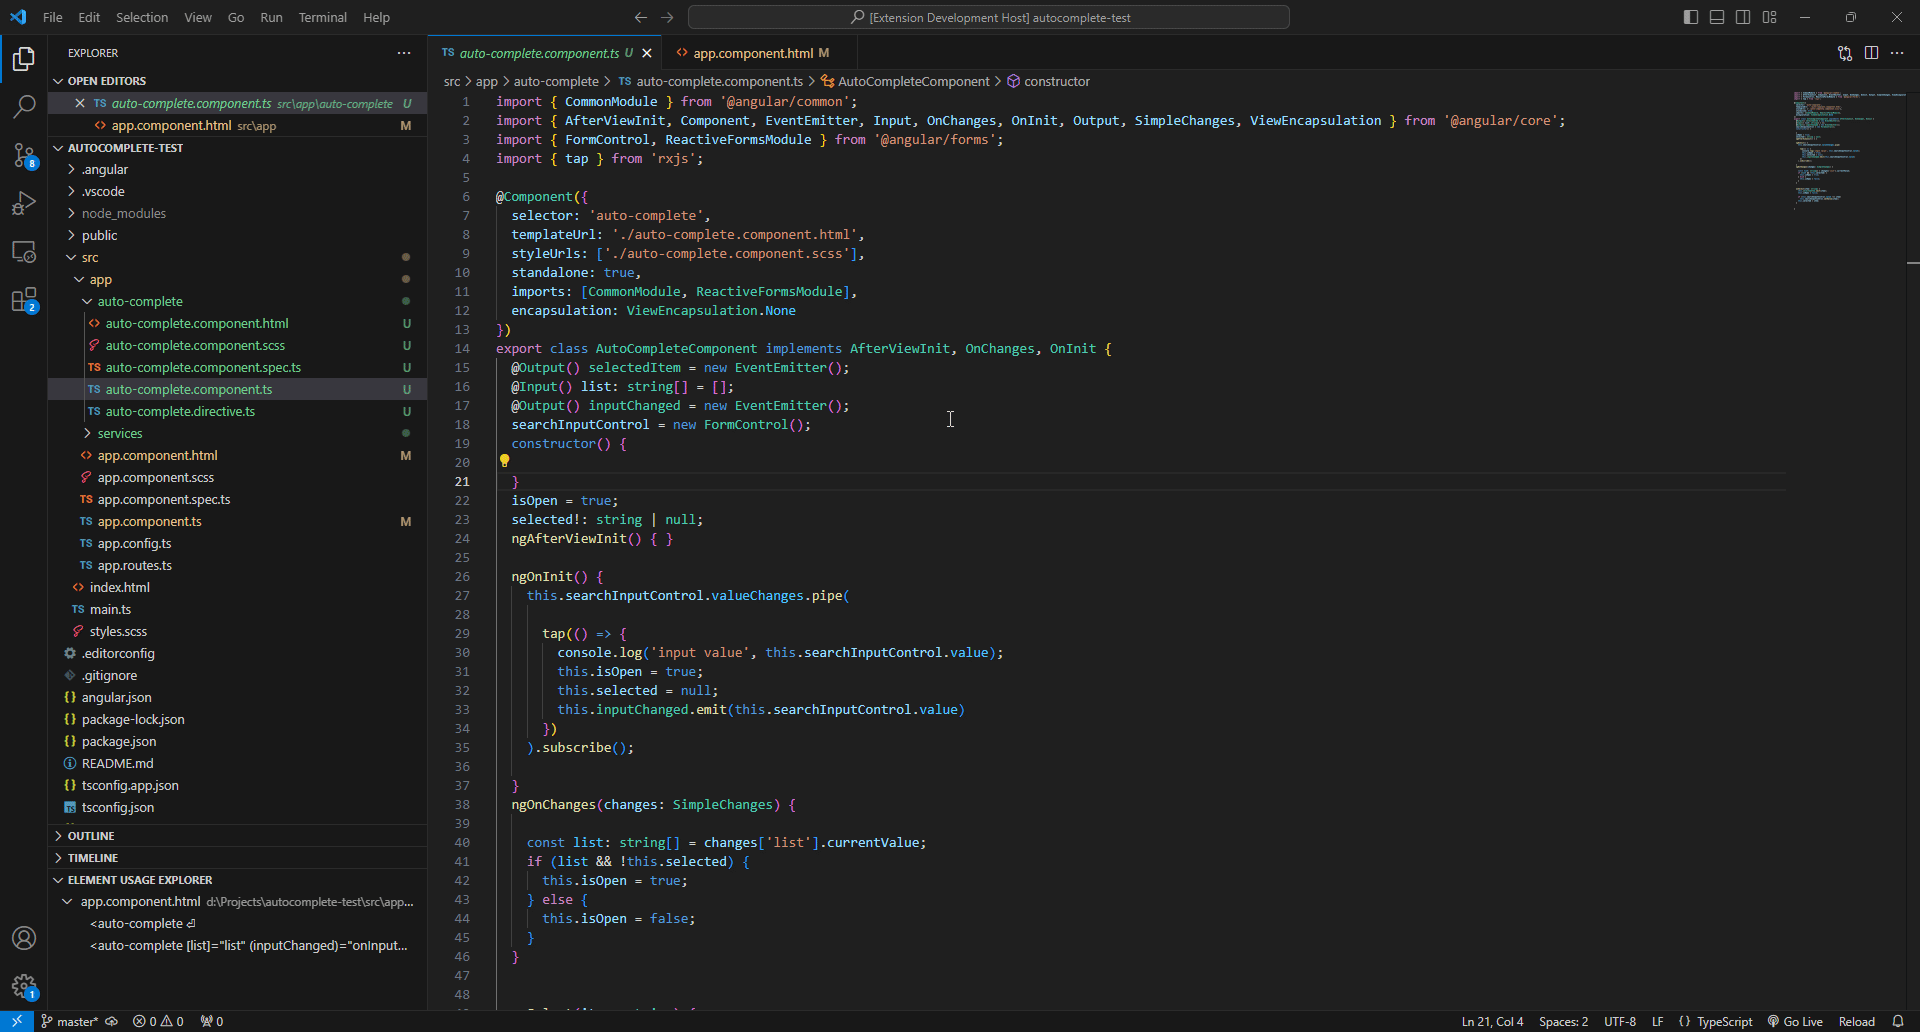 File Edit Selection View Go Run Terminal Help
[Extension Development Host] autocomplete-test
EXPLORER
OPEN EDITORS
TS auto-complete.component.ts src\app\auto-complete U
<> app.component.html src\app M
AUTOCOMPLETE-TEST
.angular
.vscode
node_modules
public
src
app
auto-complete
<> auto-complete.component.html U
auto-complete.component.scss U
TS auto-complete.component.spec.ts U
TS auto-complete.component.ts U
TS auto-complete.directive.ts U
services
<> app.component.html M
app.component.scss
TS app.component.spec.ts
TS app.component.ts M
TS app.config.ts
TS app.routes.ts
<> index.html
TS main.ts
styles.scss
.editorconfig
.gitignore
{} angular.json
{} package-lock.json
{} package.json
README.md
{} tsconfig.app.json
TS tsconfig.json
OUTLINE
TIMELINE
ELEMENT USAGE EXPLORER
app.component.html d:\Projects\autocomplete-test\src\app...
<auto-complete ⏎
<auto-complete [list]="list" (inputChanged)="onInput...
8
2
1
TS auto-complete.component.ts U
<> app.component.html M
src > app > auto-complete > TS auto-complete.component.ts > AutoCompleteComponent > constructor
1 import { CommonModule } from '@angular/common';
2 import { AfterViewInit, Component, EventEmitter, Input, OnChanges, OnInit, Output, SimpleChanges, ViewEncapsulation } from '@angular/core';
3 import { FormControl, ReactiveFormsModule } from '@angular/forms';
4 import { tap } from 'rxjs';
5
6 @Component({
7 selector: 'auto-complete',
8 templateUrl: './auto-complete.component.html',
9 styleUrls: ['./auto-complete.component.scss'],
10 standalone: true,
11 imports: [CommonModule, ReactiveFormsModule],
12 encapsulation: ViewEncapsulation.None
13 })
14 export class AutoCompleteComponent implements AfterViewInit, OnChanges, OnInit {
15 @Output() selectedItem = new EventEmitter();
16 @Input() list: string[] = [];
17 @Output() inputChanged = new EventEmitter();
18 searchInputControl = new FormControl();
19 constructor() {
20
21 }
22 isOpen = true;
23 selected!: string | null;
24 ngAfterViewInit() { }
25
26 ngOnInit() {
27 this.searchInputControl.valueChanges.pipe(
28
29 tap(() => {
30 console.log('input value', this.searchInputControl.value);
31 this.isOpen = true;
32 this.selected = null;
33 this.inputChanged.emit(this.searchInputControl.value)
34 })
35 ).subscribe();
36
37 }
38 ngOnChanges(changes: SimpleChanges) {
39
40 const list: string[] = changes['list'].currentValue;
41 if (list && !this.selected) {
42 this.isOpen = true;
43 } else {
44 this.isOpen = false;
45 }
46 }
47
48
master* 0 0 0
Ln 21, Col 4 Spaces: 2 UTF-8 LF {} TypeScript Go Live Reload